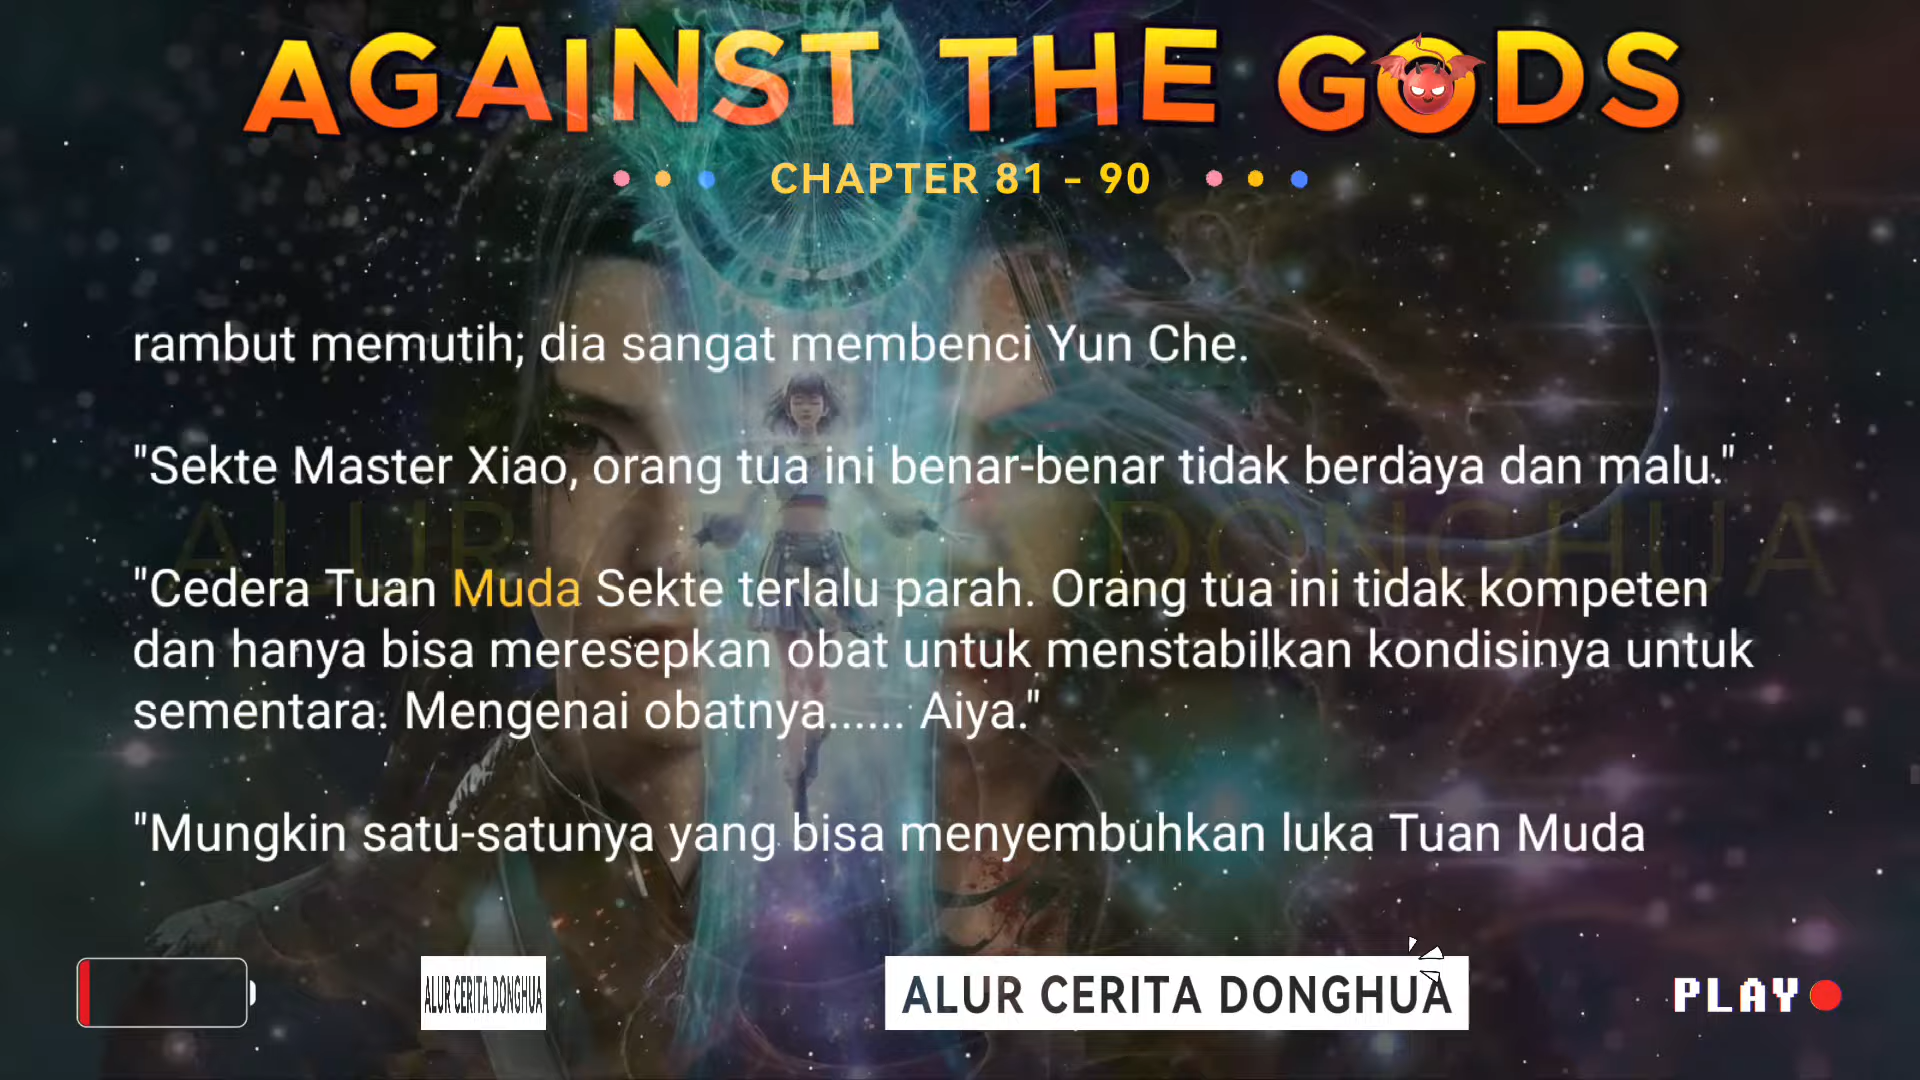 AGAINST THE GODS
CHAPTER 81 - 90
rambut memutih; dia sangat membenci Yun Che.
"Sekte Master Xiao, orang tua ini benar-benar tidak berdaya dan malu."
ALUR CERITA DONGHUA
"Cedera Tuan Muda Sekte terlalu parah. Orang tua ini tidak kompeten
dan hanya bisa meresepkan obat untuk menstabilkan kondisinya untuk
sementara. Mengenai obatnya...... Aiya."
"Mungkin satu-satunya yang bisa menyembuhkan luka Tuan Muda
ALUR CERITA DONGHUA
ALUR CERITA DONGHUA
PLAY